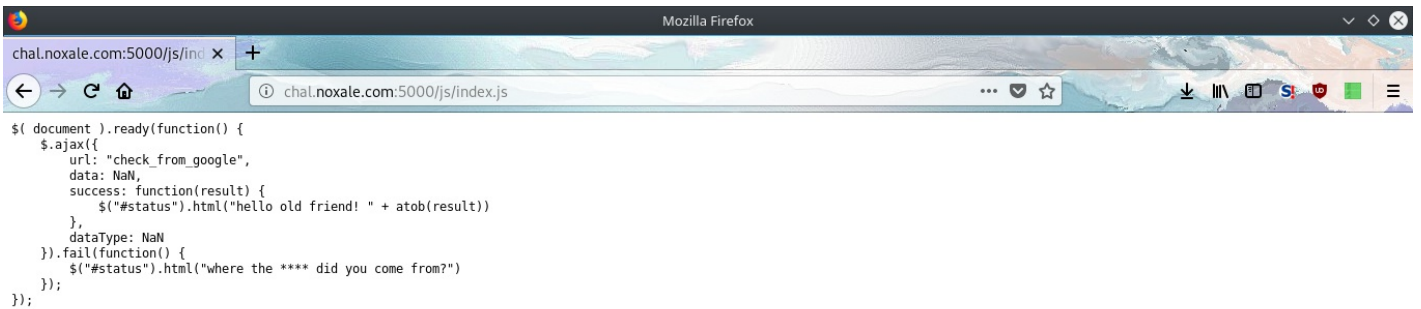 Mozilla Firefox
chal.noxale.com:5000/js/ind
chal.noxale.com:5000/js/index.js
$( document ).ready(function() {
    $.ajax({
        url: "check_from_google",
        data: NaN,
        success: function(result) {
            $("#status").html("hello old friend! " + atob(result))
        },
        dataType: NaN
    }).fail(function() {
        $("#status").html("where the **** did you come from?")
    });
});